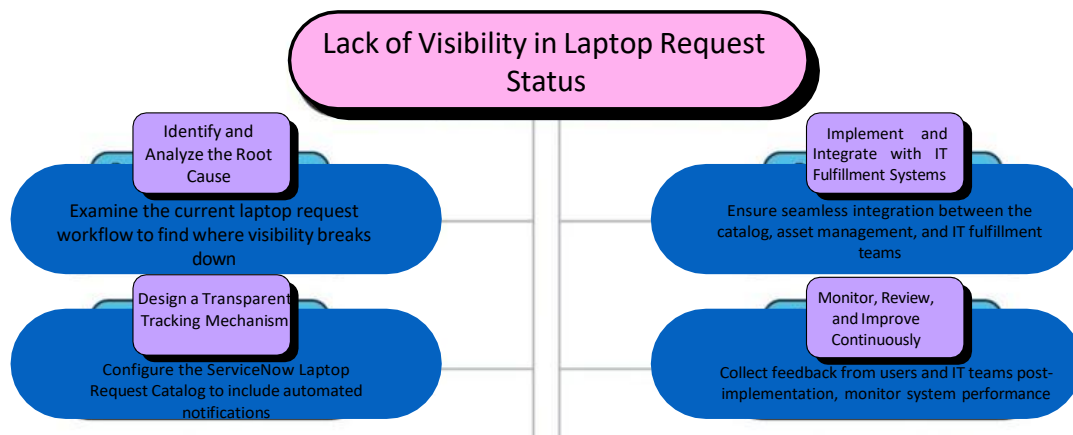 Lack of Visibility in Laptop Request
Status
Identify and
Analyze the Root
Cause
Examine the current laptop request
workflow to find where visibility breaks
down
Design a Transparent
Tracking Mechanism
Configure the ServiceNow Laptop
Request Catalog to include automated
notifications
Implement and
Integrate with IT
Fulfillment Systems
Ensure seamless integration between the
catalog, asset management, and IT fulfillment
teams
Monitor, Review,
and Improve
Continuously
Collect feedback from users and IT teams post-
implementation, monitor system performance